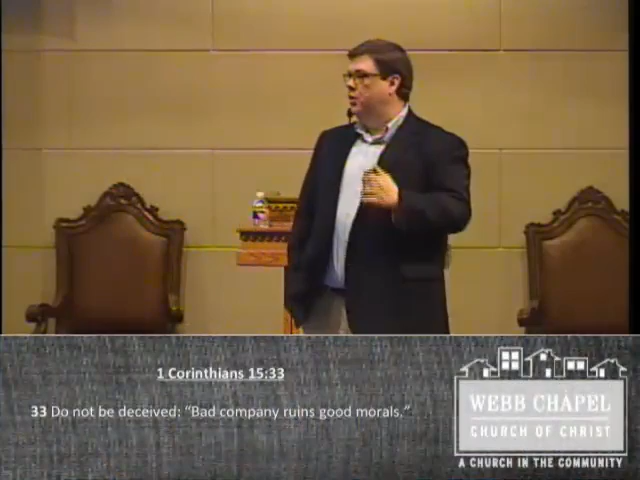 1 Corinthians 15:33
33 Do not be deceived: “Bad company ruins good morals.”
WEBB CHAPEL
CHURCH OF CHRIST
A CHURCH IN THE COMMUNITY